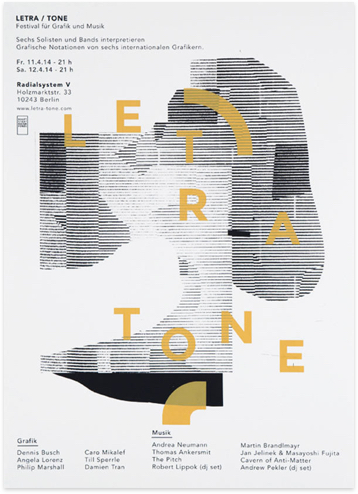 LETRA / TONE
Festival für Grafik und Musik
Sechs Solisten und Bands interpretieren
Grafische Notationen von sechs internationalen Grafikern.
Fr. 11.4.14 - 21 h
Sa. 12.4.14 - 21 h
Radialsystem V
Holzmarktstr. 33
10243 Berlin
www.letra-tone.com
LETRA
TONE
Grafik
Dennis Busch
Angela Lorenz
Philip Marshall
Caro Mikalef
Till Sperrle
Damien Tran
Musik
Andrea Neumann
Thomas Ankersmit
The Pitch
Robert Lippok (dj set)
Martin Brandlmayr
Jan Jelinek & Masayoshi Fujita
Cavern of Anti-Matter
Andrew Pekler (dj set)